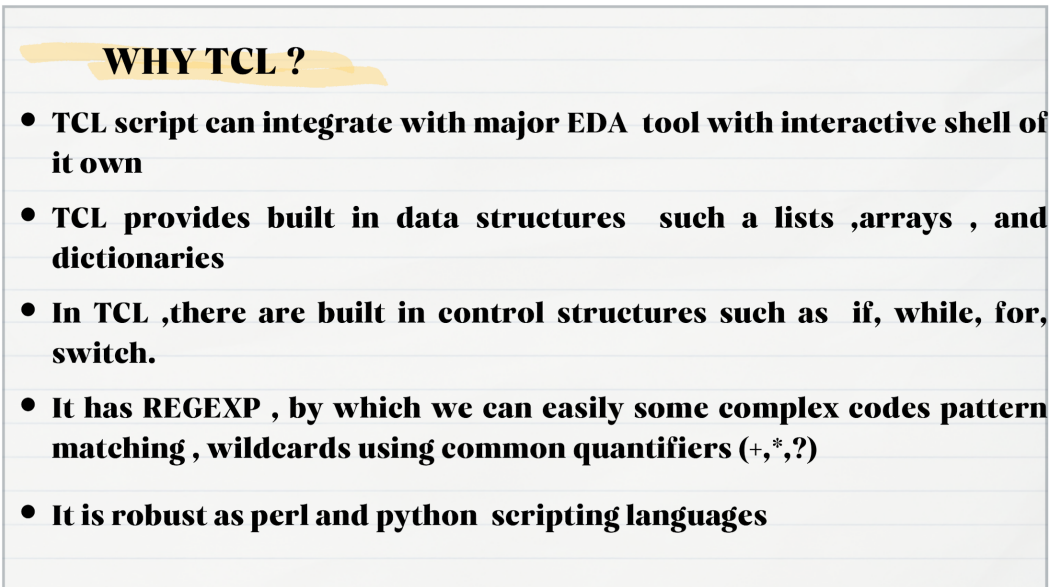 WHY TCL ?
• TCL script can integrate with major EDA tool with interactive shell of
it own
• TCL provides built in data structures such a lists ,arrays , and
dictionaries
• In TCL ,there are built in control structures such as if, while, for,
switch.
• It has REGEXP , by which we can easily some complex codes pattern
matching , wildcards using common quantifiers (+,*,?)
• It is robust as perl and python scripting languages